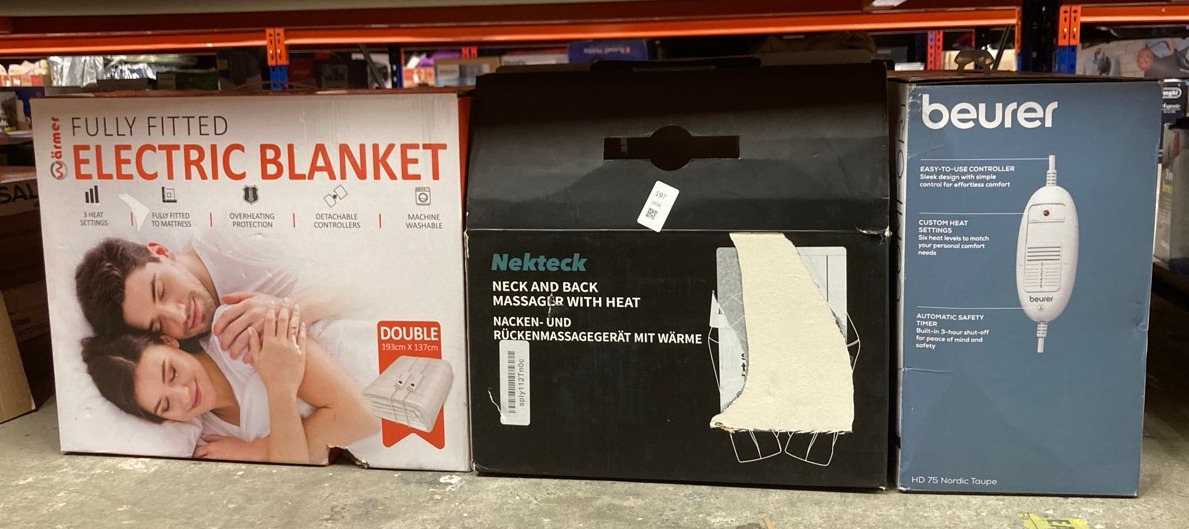 wärmer
FULLY FITTED
ELECTRIC BLANKET
3 HEAT
SETTINGS
FULLY FITTED
TO MATTRESS
OVERHEATING
PROTECTION
DETACHABLE
CONTROLLERS
MACHINE
WASHABLE
DOUBLE
193cm X 137cm
197
Nekteck
NECK AND BACK
MASSAGER WITH HEAT
NACKEN- UND
RÜCKENMASSAGEGERÄT MIT WÄRME
sply112Tn0c
beurer
EASY-TO-USE CONTROLLER
Sleek design with simple
control for effortless comfort
CUSTOM HEAT
SETTINGS
Six heat levels to match
your personal comfort
needs
beurer
AUTOMATIC SAFETY
TIMER
Built-in 3-hour shut-off
for peace of mind and
safety
HD 75 Nordic Taupe